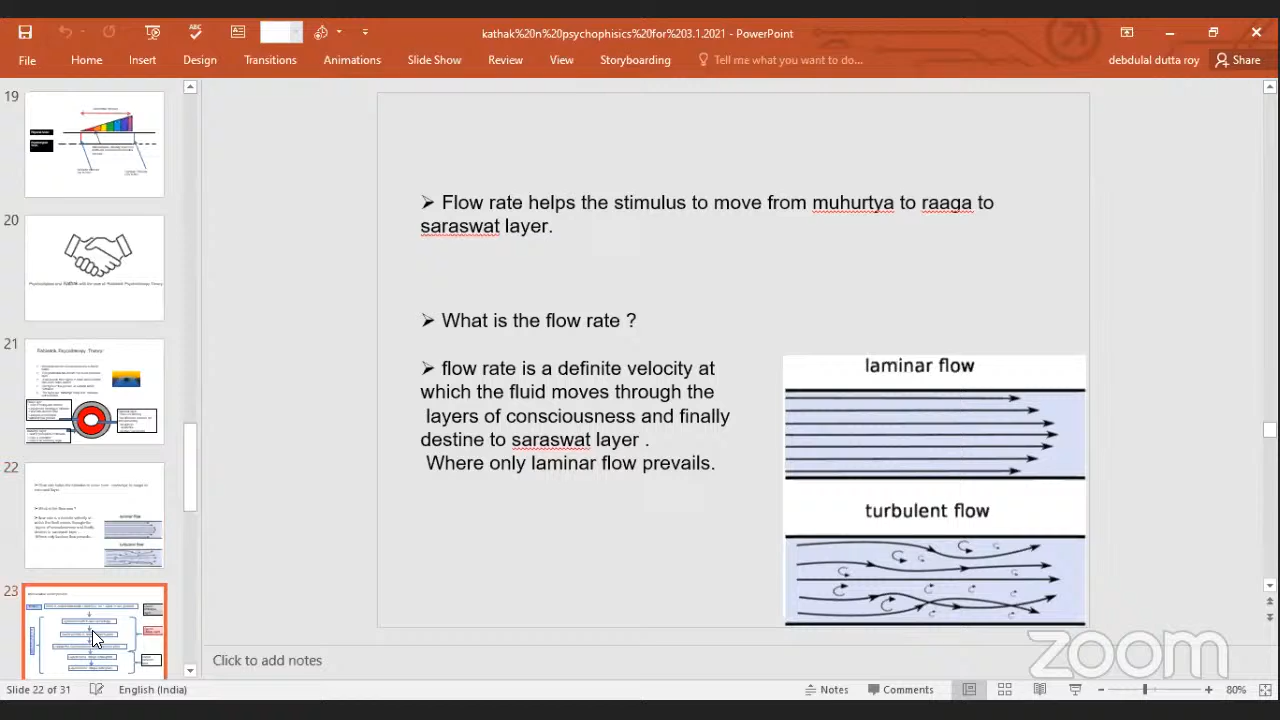 kathak%20n%20psychophisics%20for%203.1.2021 - PowerPoint
File Home Insert Design Transitions Animations Slide Show Review View Storyboarding Tell me what you want to do... debdulal dutta roy Share
19
20
21
Rabindrik Psychotherapy Theory:
22
23
➢ Flow rate helps the stimulus to move from muhurtya to raaga to
saraswat layer.
➢ What is the flow rate ?
➢ flow rate is a definite velocity at
which the fluid moves through the
layers of consciousness and finally
destine to saraswat layer .
Where only laminar flow prevails.
laminar flow
turbulent flow
Click to add notes
zoom
Slide 22 of 31 English (India) Notes Comments 80%